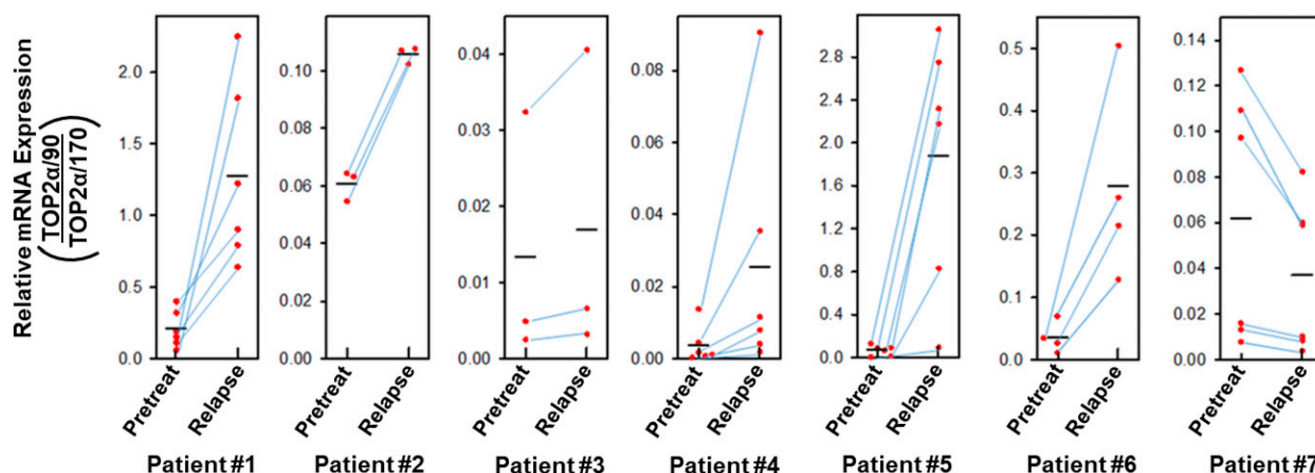 Relative mRNA Expression
(TOP2α/90
TOP2α/170)
2.0
1.5
1.0
0.5
0.0
Pretreat
Relapse
Patient #1
0.10
0.08
0.06
0.04
0.02
0.00
Pretreat
Relapse
Patient #2
0.04
0.03
0.02
0.01
0.00
Pretreat
Relapse
Patient #3
0.08
0.06
0.04
0.02
0.00
Pretreat
Relapse
Patient #4
2.8
2.4
2.0
1.6
1.2
0.8
0.4
0.0
Pretreat
Relapse
Patient #5
0.5
0.4
0.3
0.2
0.1
0.0
Pretreat
Relapse
Patient #6
0.14
0.12
0.10
0.08
0.06
0.04
0.02
0.00
Pretreat
Relapse
Patient #7